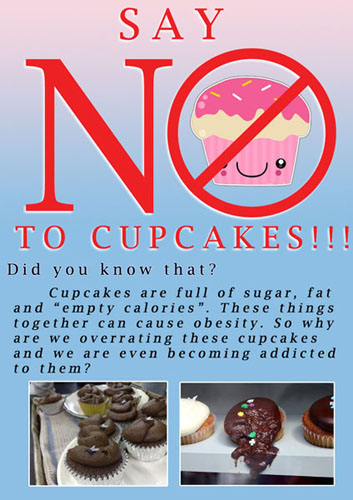 SAY
NO
TO CUPCAKES!!!
Did you know that?
Cupcakes are full of sugar, fat
and “empty calories”. These things
together can cause obesity. So why
are we overrating these cupcakes
and we are even becoming addicted
to them?